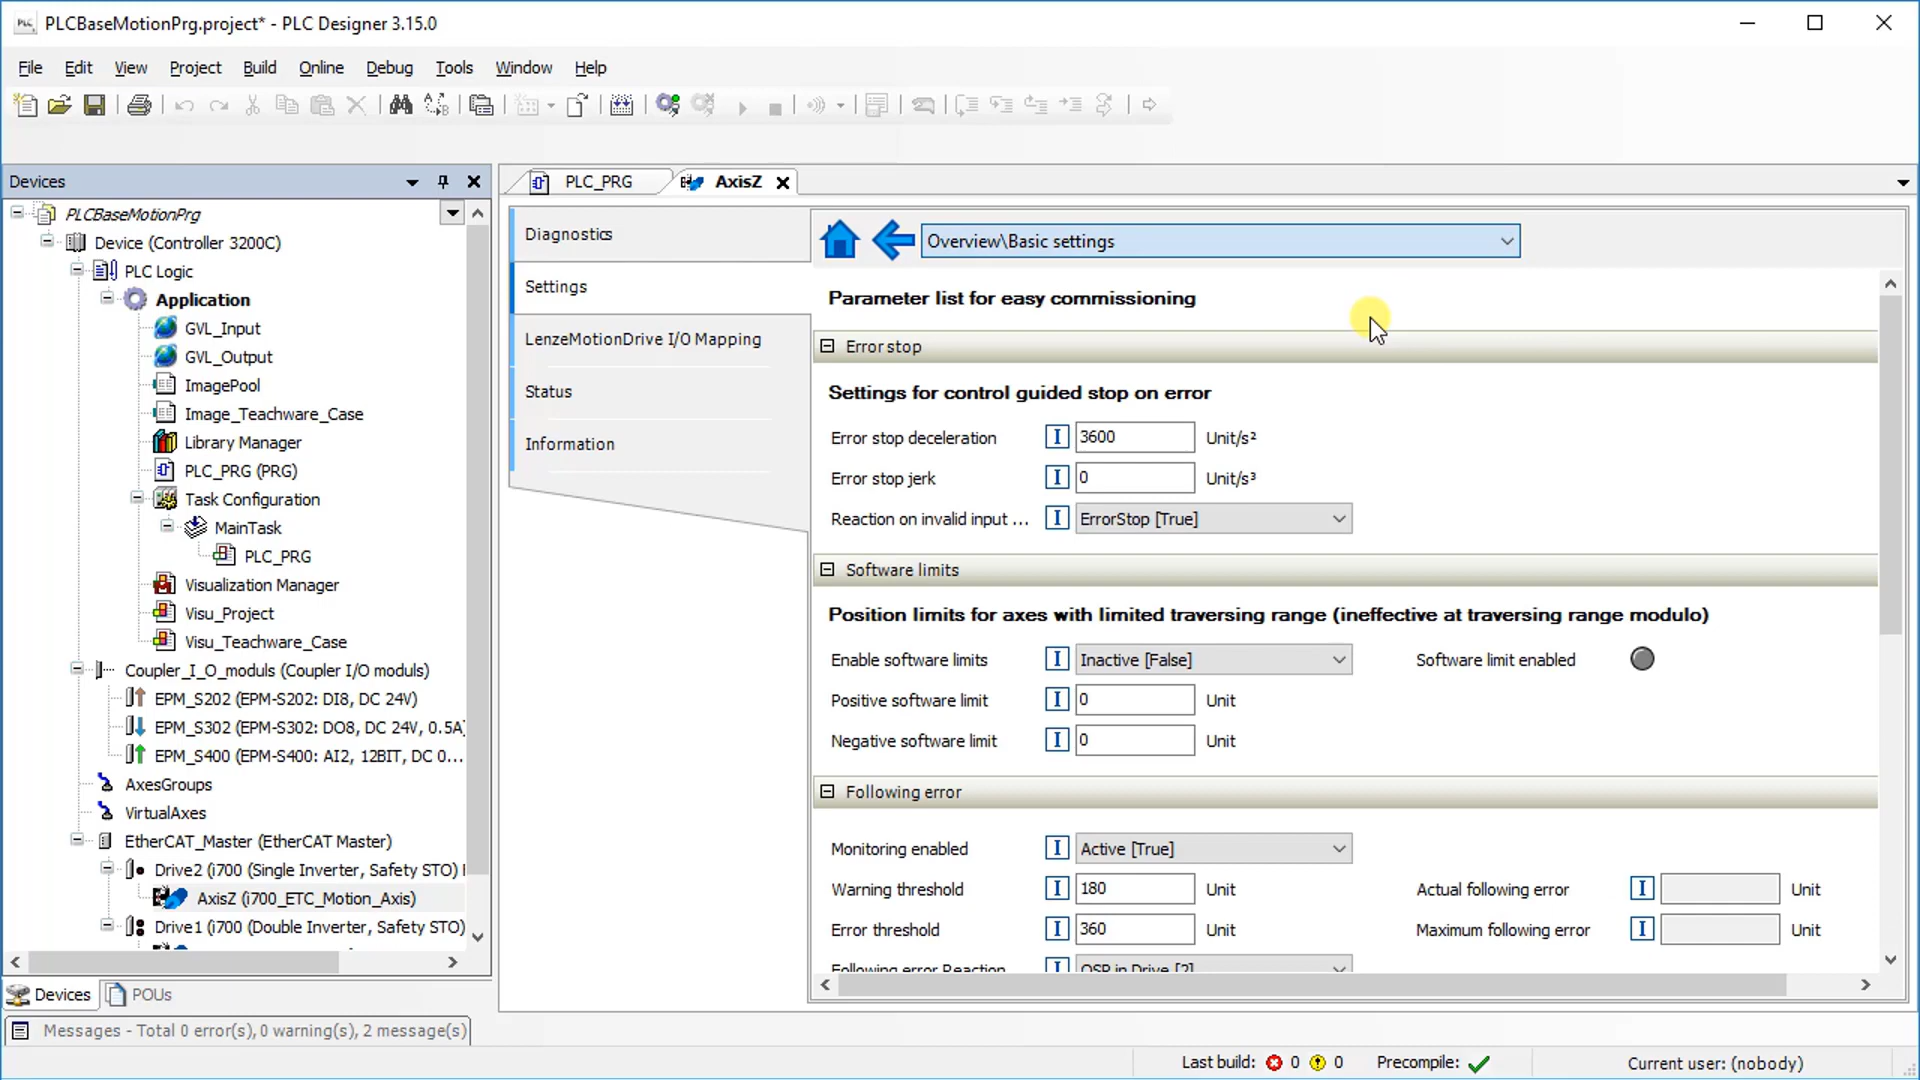 PLCBaseMotionPrg.project* - PLC Designer 3.15.0
File Edit View Project Build Online Debug Tools Window Help
Devices
PLCBaseMotionPrg
Device (Controller 3200C)
PLC Logic
Application
GVL_Input
GVL_Output
ImagePool
Image_Teachware_Case
Library Manager
PLC_PRG (PRG)
Task Configuration
MainTask
PLC_PRG
Visualization Manager
Visu_Project
Visu_Teachware_Case
Coupler_I_O_moduls (Coupler I/O moduls)
EPM_S202 (EPM-S202: DI8, DC 24V)
EPM_S302 (EPM-S302: DO8, DC 24V, 0.5A)
EPM_S400 (EPM-S400: AI2, 12BIT, DC 0...
AxesGroups
VirtualAxes
EtherCAT_Master (EtherCAT Master)
Drive2 (i700 (Single Inverter, Safety STO)
AxisZ (i700_ETC_Motion_Axis)
Drive1 (i700 (Double Inverter, Safety STO)
Devices POUs
PLC_PRG AxisZ
Diagnostics
Settings
LenzeMotionDrive I/O Mapping
Status
Information
Overview\Basic settings
Parameter list for easy commissioning
Error stop
Settings for control guided stop on error
Error stop deceleration 3600 Unit/s²
Error stop jerk 0 Unit/s³
Reaction on invalid input ... ErrorStop [True]
Software limits
Position limits for axes with limited traversing range (ineffective at traversing range modulo)
Enable software limits Inactive [False] Software limit enabled
Positive software limit 0 Unit
Negative software limit 0 Unit
Following error
Monitoring enabled Active [True]
Warning threshold 180 Unit Actual following error Unit
Error threshold 360 Unit Maximum following error Unit
Following error Reaction QSP in Drive [2]
Messages - Total 0 error(s), 0 warning(s), 2 message(s)
Last build: 0 0 Precompile: Current user: (nobody)